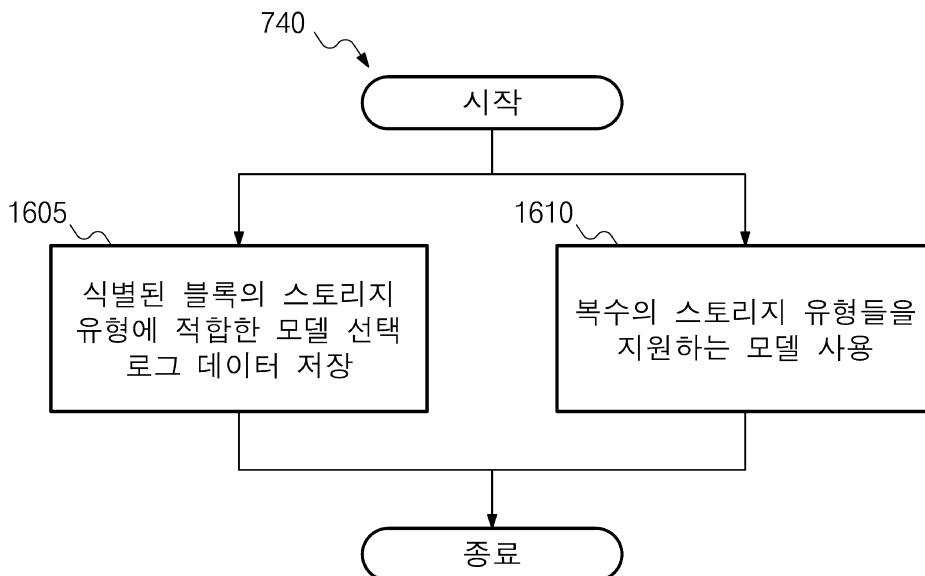 740
시작
1605
식별된 블록의 스토리지
유형에 적합한 모델 선택
로그 데이터 저장
1610
복수의 스토리지 유형들을
지원하는 모델 사용
종료